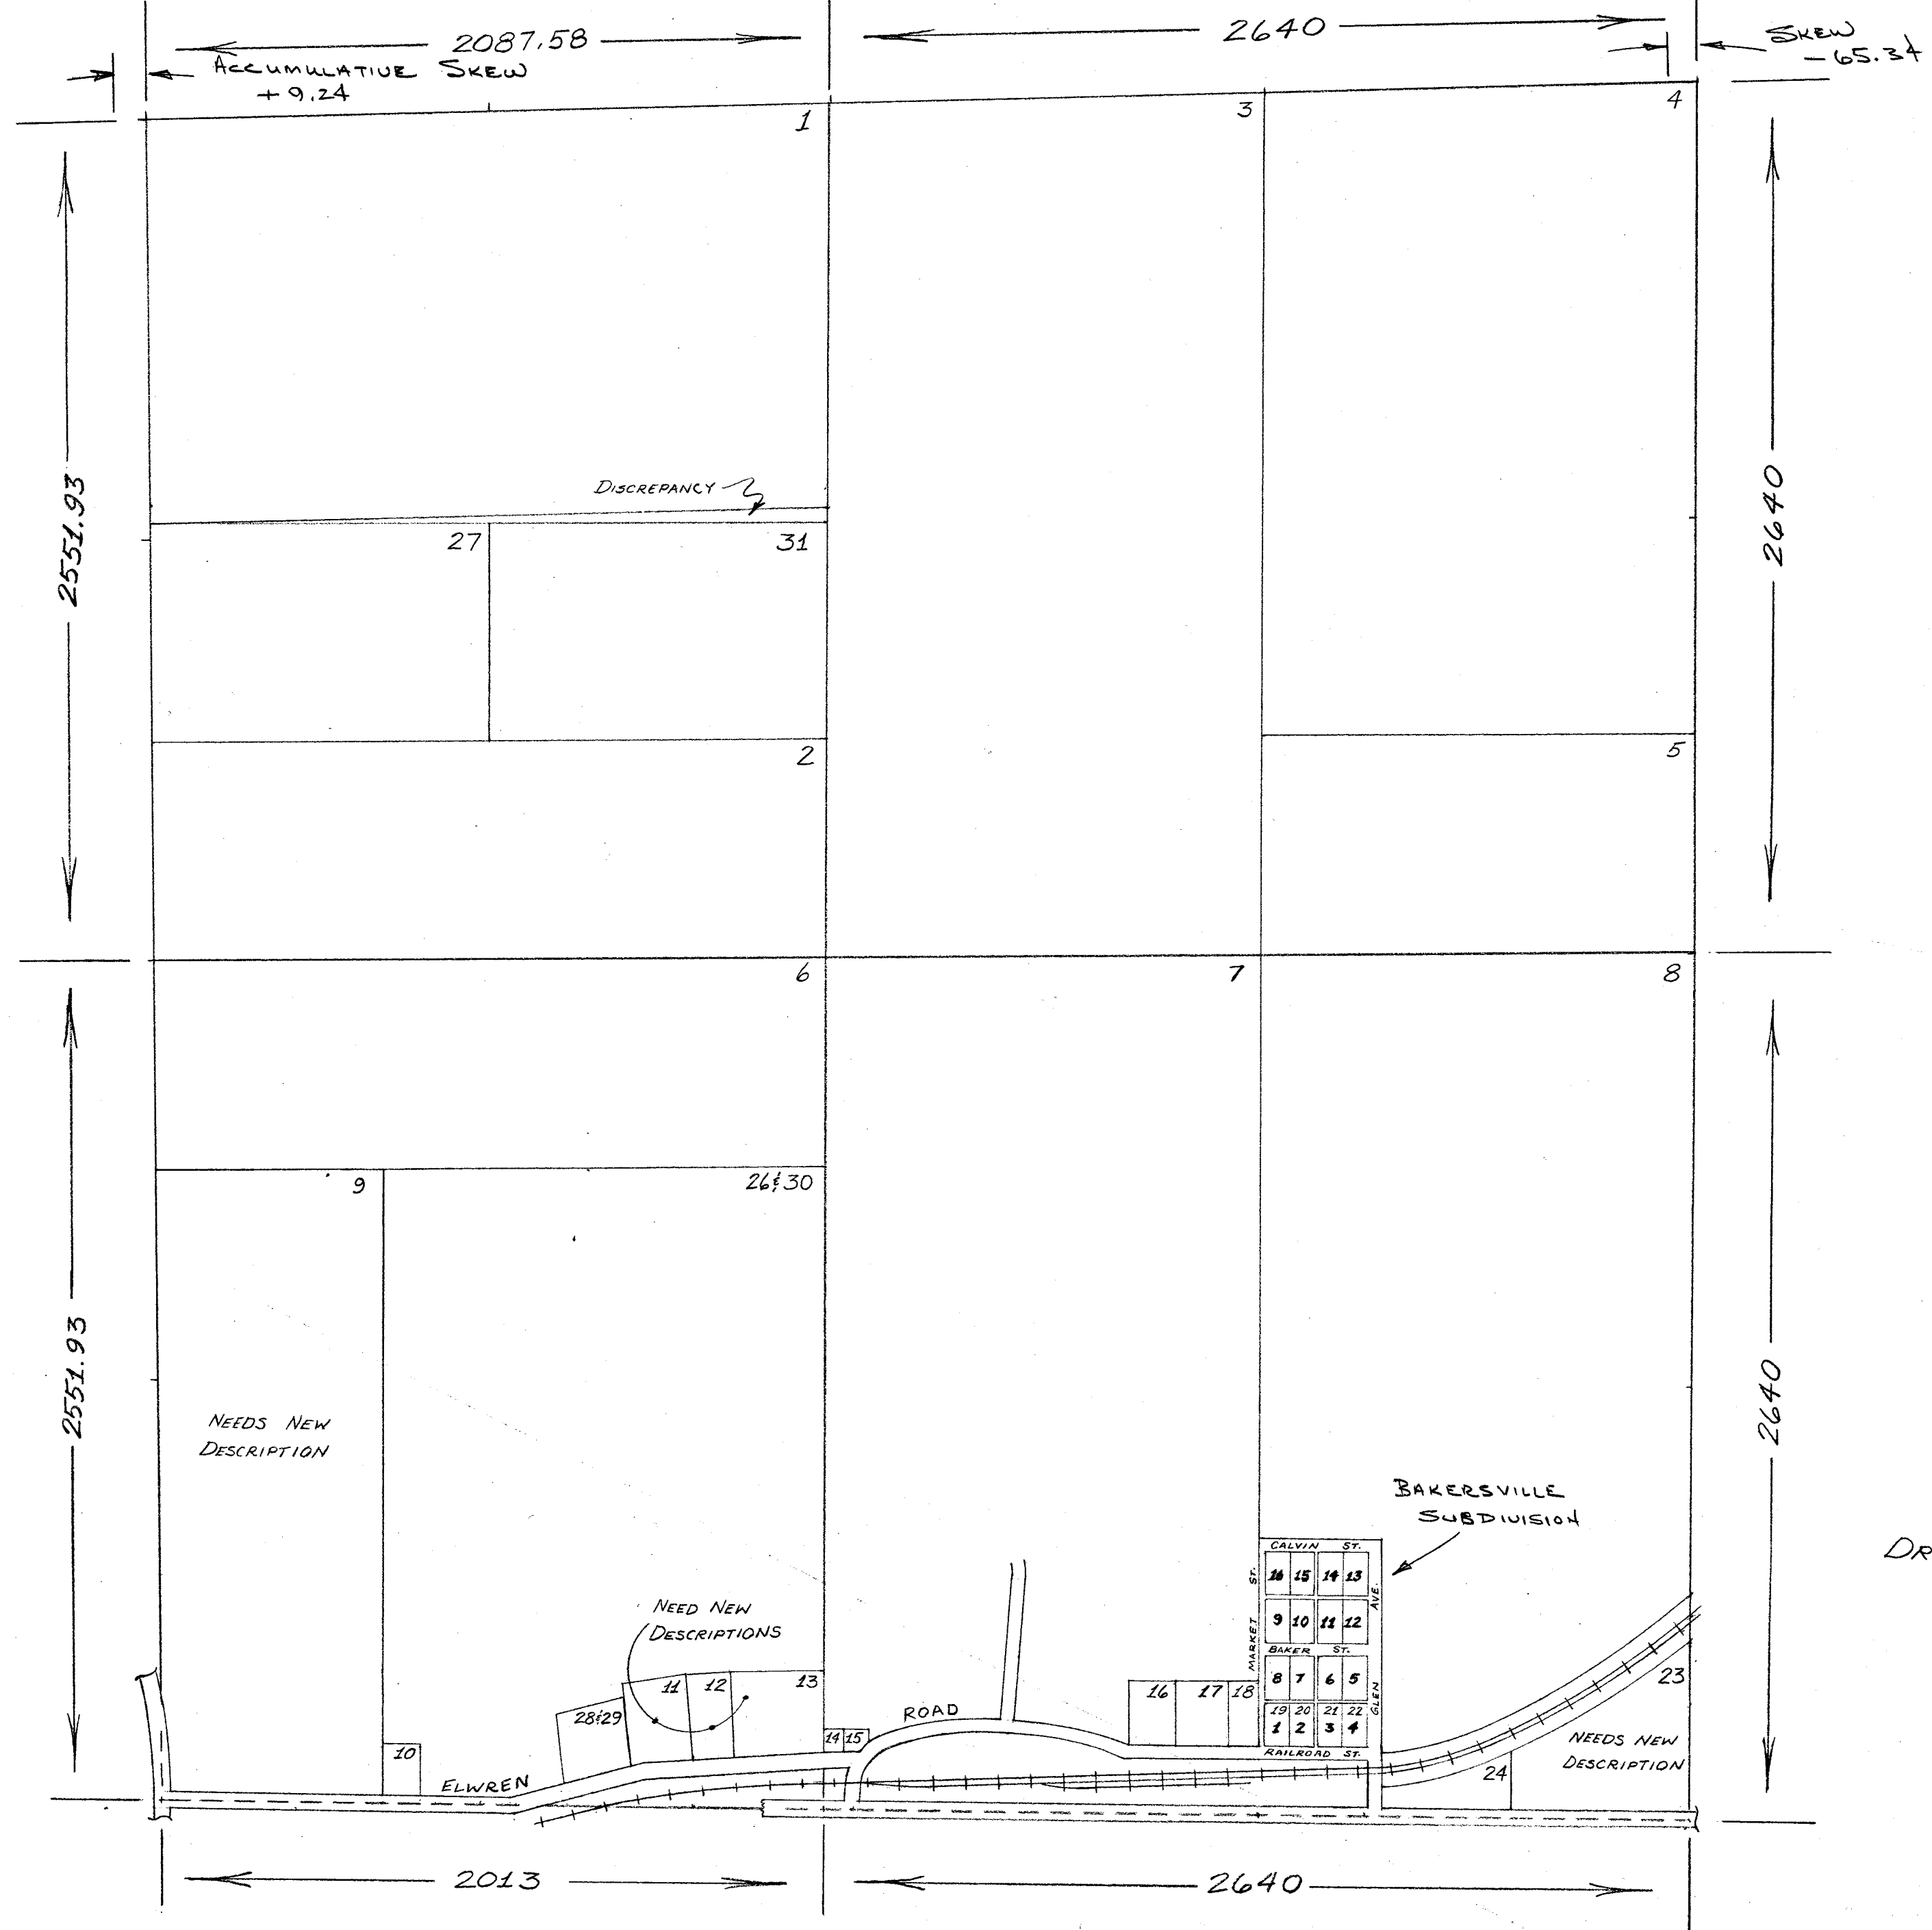 2087.58
2640
SKEW
- 65.34
ACCUMULATIVE SKEW
+ 9.24
1
3
4
2551.93
2640
DISCREPANCY
27
31
2
5
6
7
8
9
26 & 30
2551.93
2640
NEEDS NEW
DESCRIPTION
BAKERSVILLE
SUBDIVISION
DR
CALVIN ST.
16 15 14 13
MARKET ST.
GLEN AVE.
9 10 11 12
BAKER ST.
8 7 6 5
19 20 21 22
1 2 3 4
RAILROAD ST.
NEED NEW
DESCRIPTIONS
11
12
13
28 & 29
14 15
ROAD
16
17
18
23
10
ELWREN
24
NEEDS NEW
DESCRIPTION
2013
2640